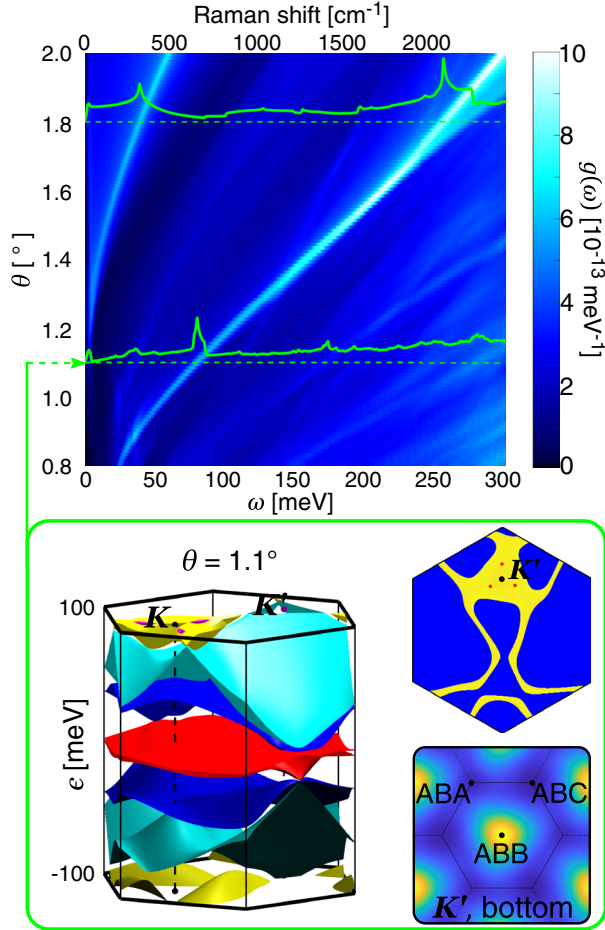 Raman shift [cm-1]
0 500 1000 1500 2000
2.0
1.8
1.6
1.4
1.2
1.0
0.8
θ [ ° ]
0 50 100 150 200 250 300
ω [meV]
10
8
6
4
2
0
g(ω) [10-13 meV-1]
θ = 1.1°
100
-100
ϵ [meV]
K
K'
K'
ABA
ABC
ABB
K', bottom